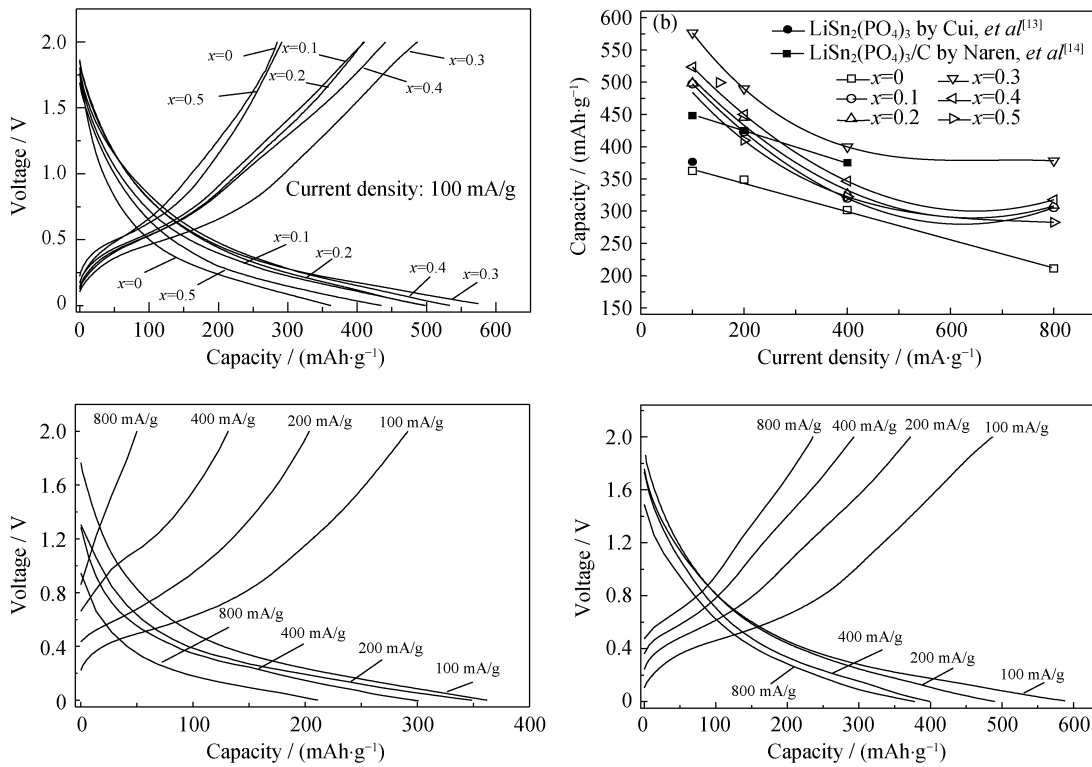 2.0
1.5
1.0
0.5
0
Voltage / V
x=0
x=0.1
x=0.2
x=0.5
x=0.3
x=0.4
Current density: 100 mA/g
x=0.1
x=0.2
x=0
x=0.5
x=0.4
x=0.3
0 100 200 300 400 500 600
Capacity / (mAh·g⁻¹)
(b)
LiSn₂(PO₄)₃ by Cui, et al[13]
LiSn₂(PO₄)₃/C by Naren, et al[14]
x=0 x=0.3
x=0.1 x=0.4
x=0.2 x=0.5
600
550
500
450
400
375
300
250
200
150
Capacity / (mAh·g⁻¹)
0 200 400 600 800
Current density / (mA·g⁻¹)
2.0
1.6
1.2
0.8
0.4
0
Voltage / V
800 mA/g 400 mA/g 200 mA/g 100 mA/g
800 mA/g
400 mA/g
200 mA/g
100 mA/g
0 100 200 300 400
Capacity / (mAh·g⁻¹)
2.0
1.6
1.2
0.8
0.4
0
Voltage / V
800 mA/g 400 mA/g 200 mA/g 100 mA/g
400 mA/g
200 mA/g
100 mA/g
800 mA/g
0 100 200 300 400 500 600
Capacity / (mAh·g⁻¹)